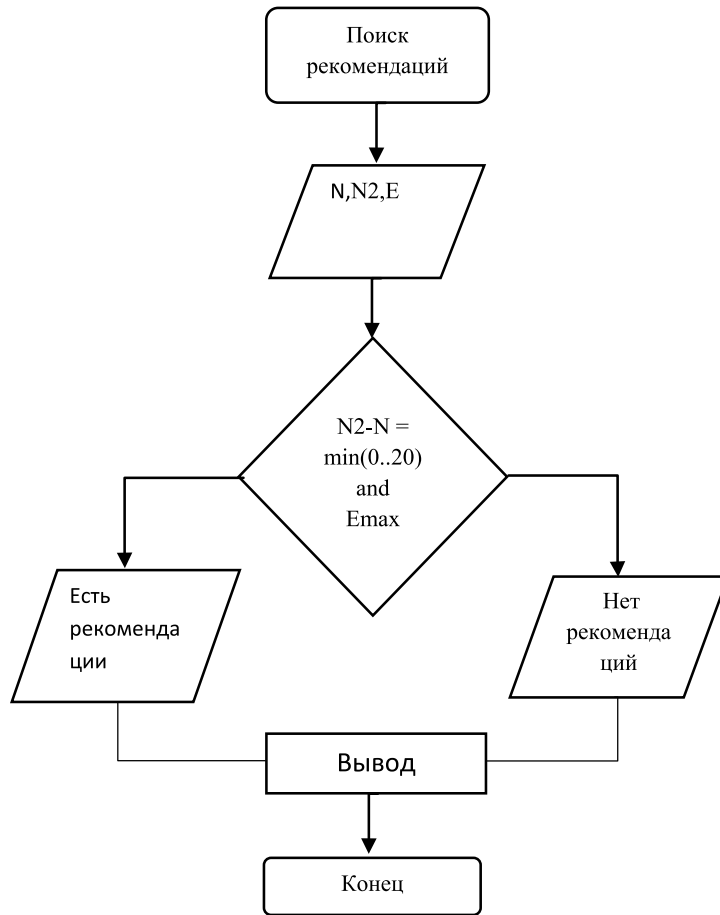 Поиск
рекомендаций
N,N2,E
N2-N =
min(0..20)
and
Emax
Есть
рекоменда
ции
Нет
рекоменда
ций
Вывод
Конец